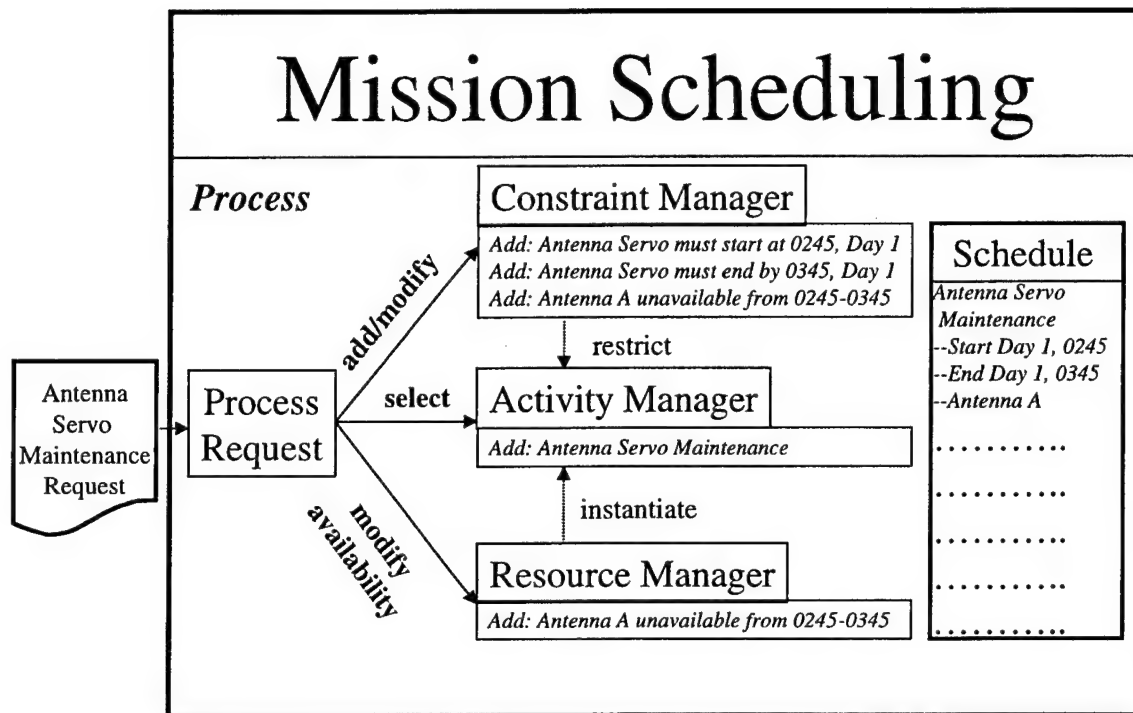 Mission Scheduling
Process
Constraint Manager
Add: Antenna Servo must start at 0245, Day 1
Add: Antenna Servo must end by 0345, Day 1
Add: Antenna A unavailable from 0245-0345
add/modify
restrict
Antenna
Servo
Maintenance
Request
Process
Request
select
Activity Manager
Add: Antenna Servo Maintenance
instantiate
modify
availability
Resource Manager
Add: Antenna A unavailable from 0245-0345
Schedule
Antenna Servo
Maintenance
--Start Day 1, 0245
--End Day 1, 0345
--Antenna A
...........
...........
...........
...........
...........